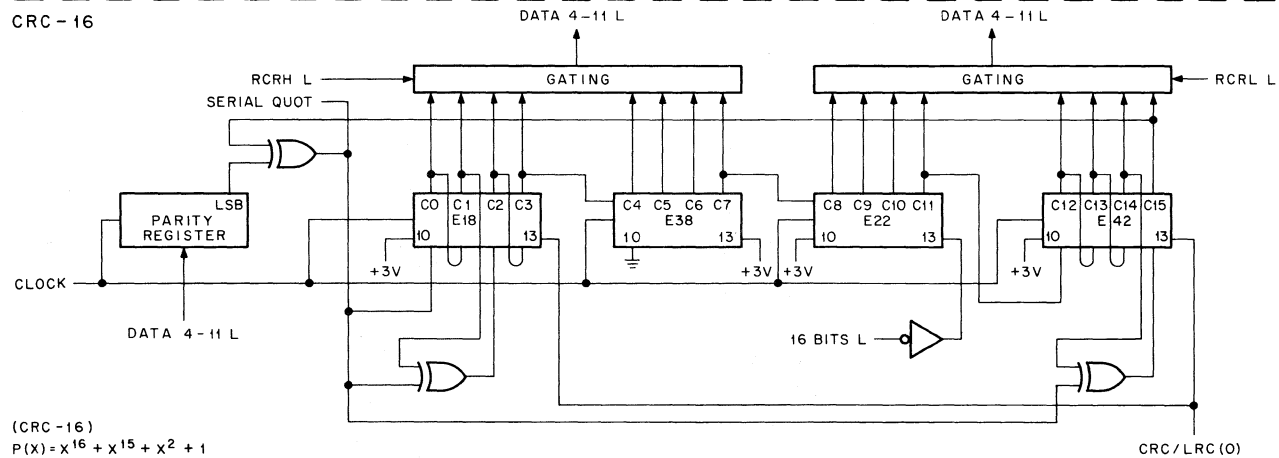 CRC-16
DATA 4-11 L
DATA 4-11 L
RCRH L
GATING
GATING
RCRL L
SERIAL QUOT
LSB
PARITY
REGISTER
C0 C1 C2 C3
E18
10 13
C4 C5 C6 C7
E38
10 13
C8 C9 C10 C11
E22
10 13
C12 C13 C14 C15
E 42
10 13
+3V
+3V
+3V
+3V
CLOCK
DATA 4-11 L
16 BITS L
(CRC-16)
P(X)=X¹⁶+X¹⁵+X²+1
CRC/LRC(0)